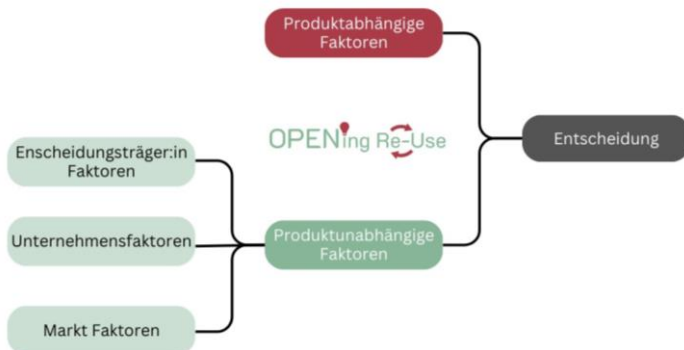 Produktabhängige
Faktoren
OPENing Re-Use
Entscheidung
Enscheidungsträger:in
Faktoren
Unternehmensfaktoren
Produktunabhängige
Faktoren
Markt Faktoren